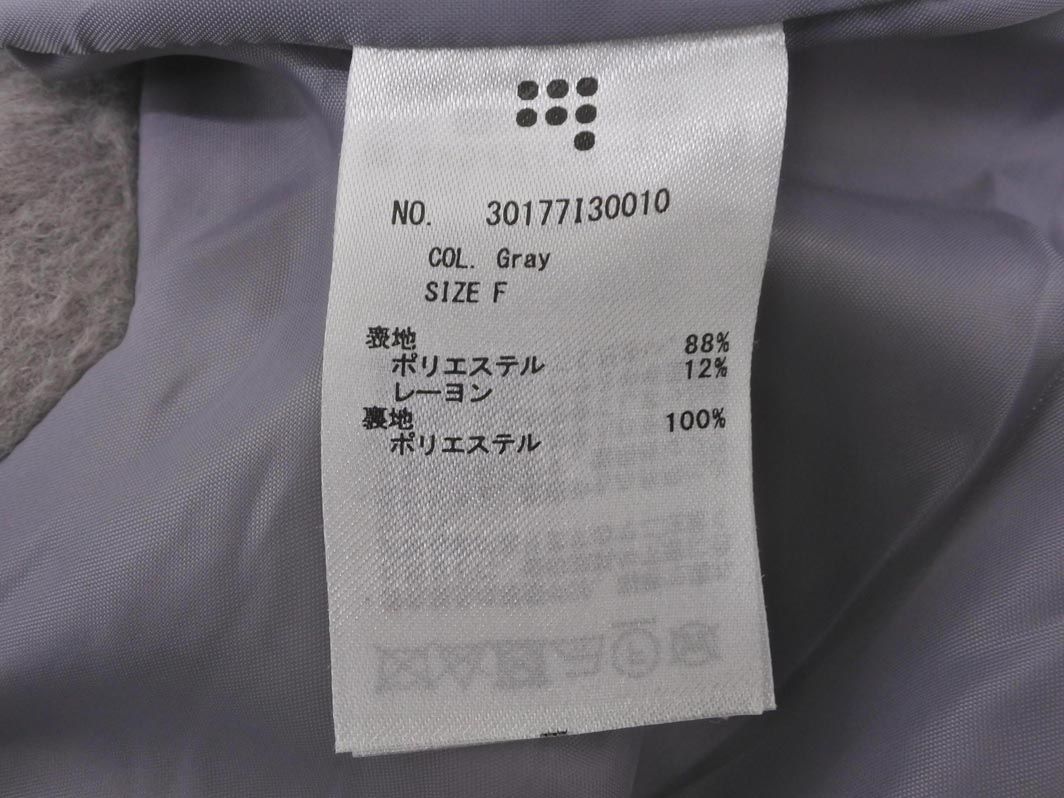 NO. 30177130010
COL. Gray
SIZE F
表地 88%
ポリエステル 12%
レーヨン
裏地 100%
ポリエステル